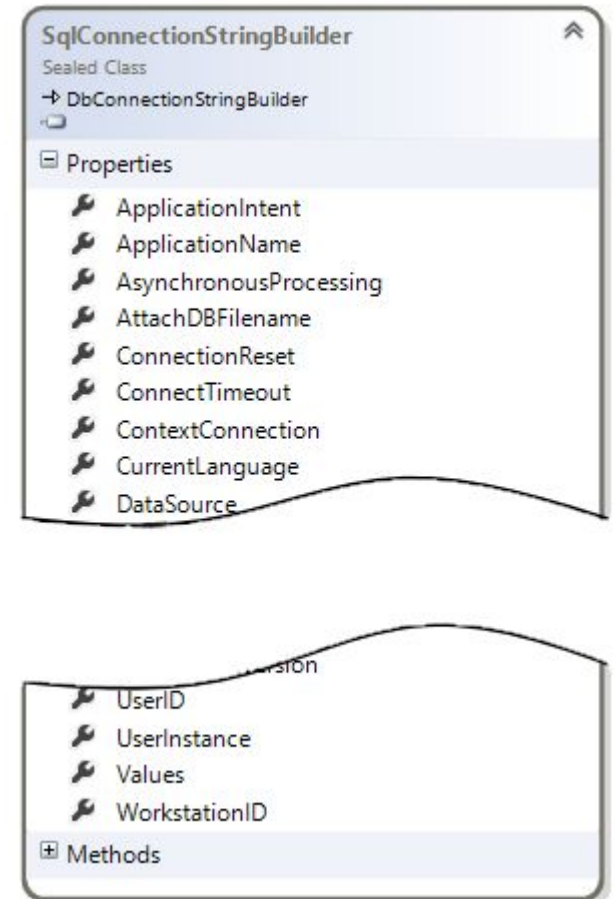 SqlConnectionStringBuilder
Sealed Class
DbConnectionStringBuilder
Properties
ApplicationIntent
ApplicationName
AsynchronousProcessing
AttachDBFilename
ConnectionReset
ConnectTimeout
ContextConnection
CurrentLanguage
DataSource
UserID
UserInstance
Values
WorkstationID
Methods